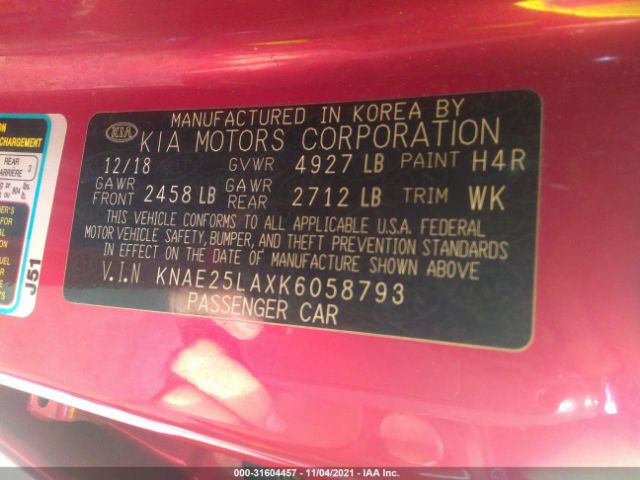 MANUFACTURED IN KOREA BY
KIA KIA MOTORS CORPORATION
12/18 GVWR 4927 LB PAINT H4R
GAWR FRONT 2458 LB GAWR REAR 2712 LB TRIM WK
THIS VEHICLE CONFORMS TO ALL APPLICABLE U.S.A. FEDERAL
MOTOR VEHICLE SAFETY, BUMPER, AND THEFT PREVENTION STANDARDS
IN EFFECT ON THE DATE OF MANUFACTURE SHOWN ABOVE
V.I.N KNAE25LAXK6058793
PASSENGER CAR
CHARGEMENT
REAR
ARRIÈRE 3
J51
000-31604457 - 11/04/2021 - IAA Inc.